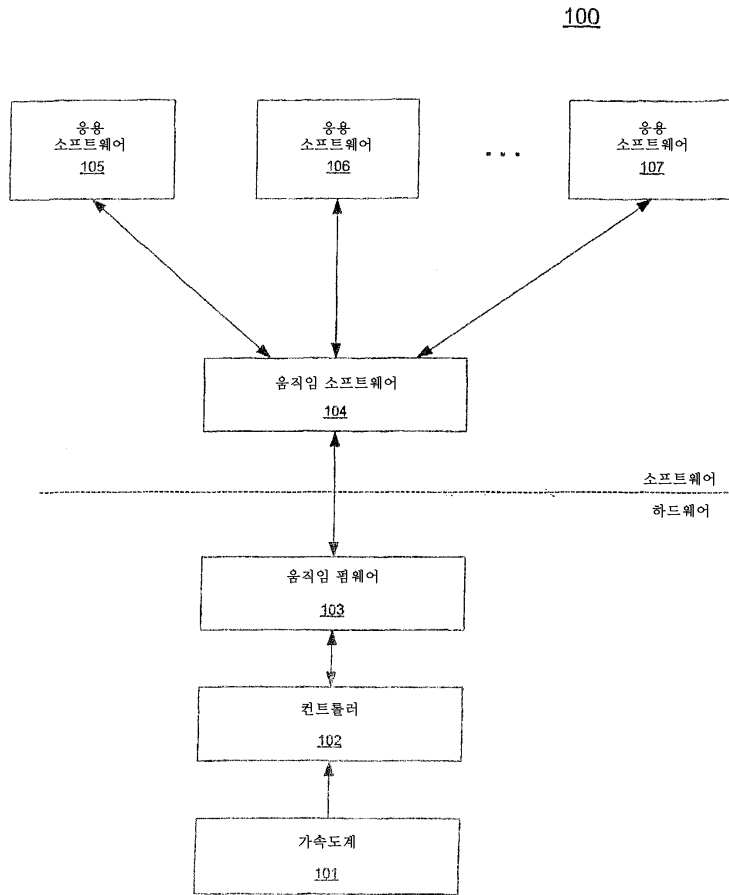 100
응용
소프트웨어
105
응용
소프트웨어
106
...
응용
소프트웨어
107
움직임 소프트웨어
104
소프트웨어
하드웨어
움직임 펌웨어
103
컨트롤러
102
가속도계
101